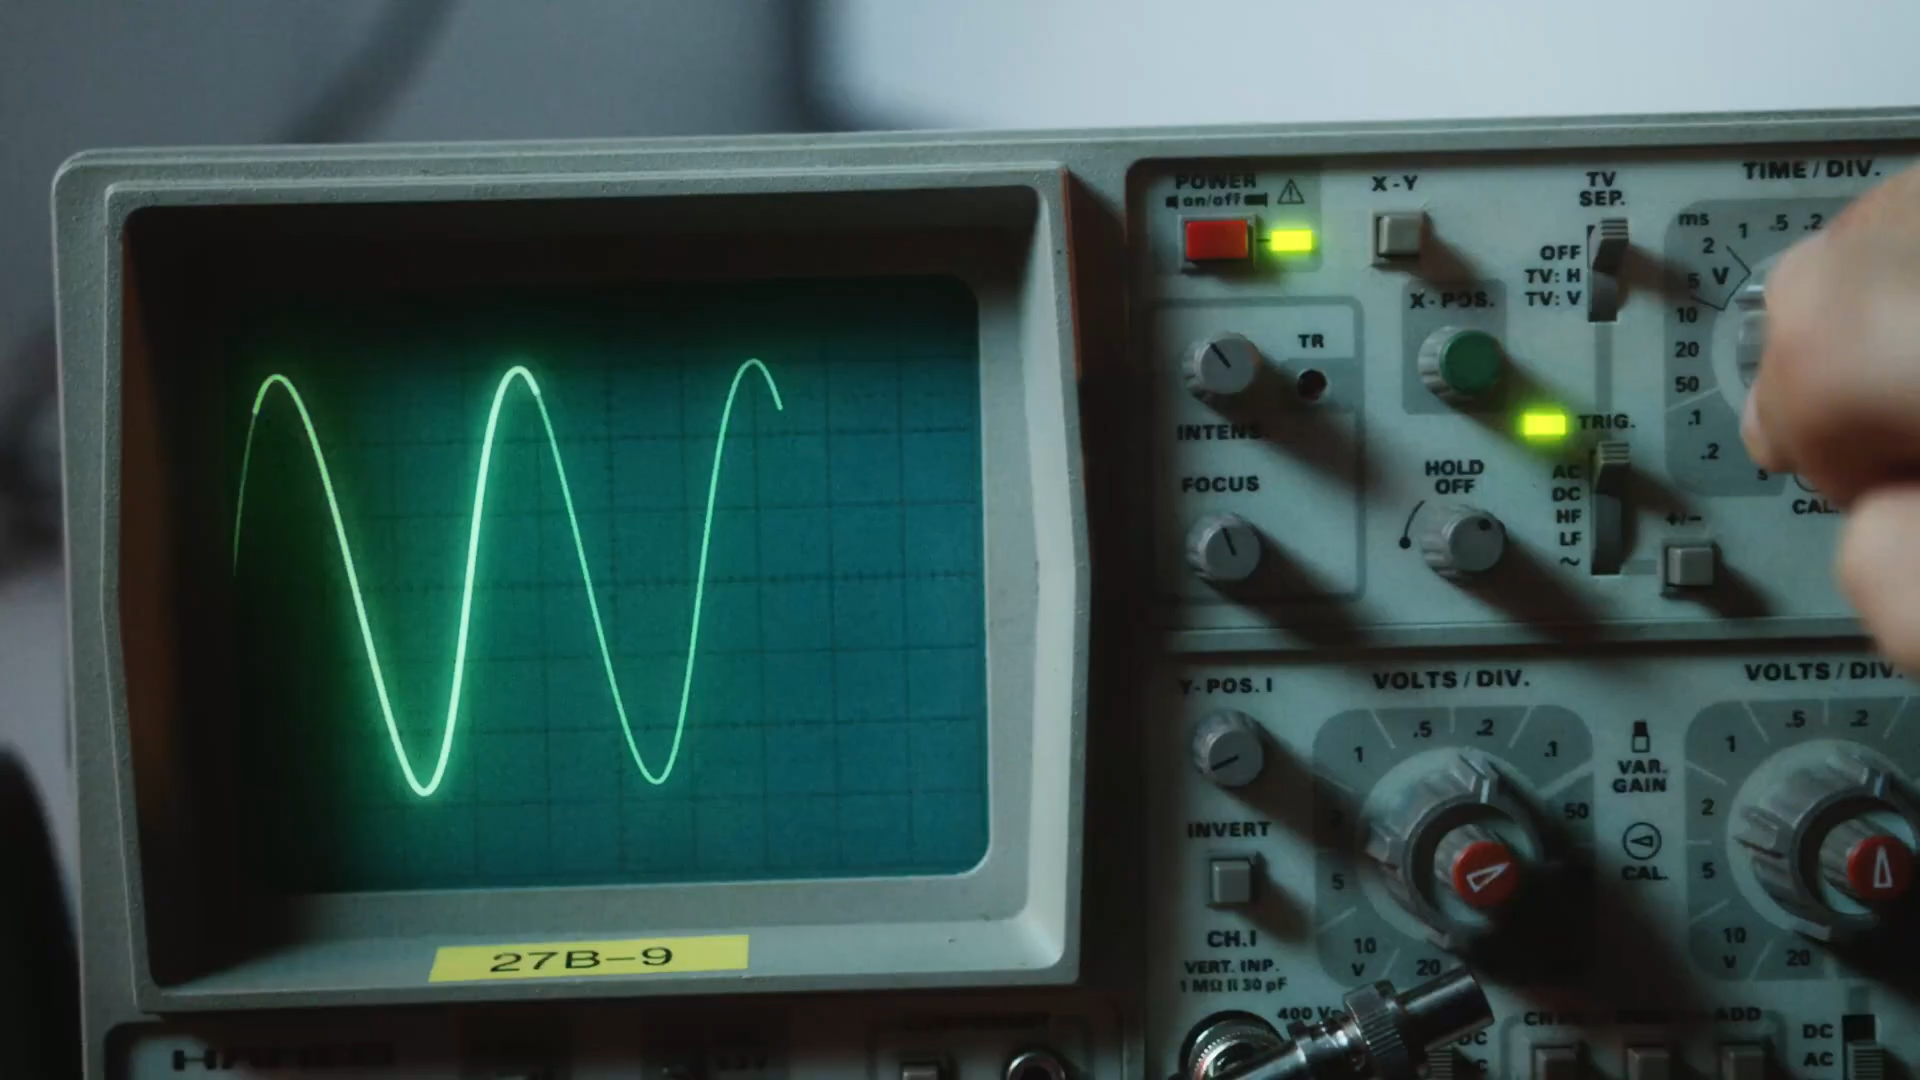 POWER
on/off
X-Y
TV
SEP.
TIME/DIV.
ms
2
1
.5
.2
V
5
10
20
50
.1
.2
OFF
TV: H
TV: V
X-POS.
TR
INTENS.
TRIG.
FOCUS
HOLD
OFF
AC
DC
HF
LF
~
+/-
CAL.
Y-POS. I
VOLTS/DIV.
VOLTS/DIV.
1
.5
.2
.1
50
5
10
V
20
VAR.
GAIN
CAL.
1
.5
.2
2
5
10
V
20
INVERT
CH.I
VERT. INP.
1 MΩ II 30 pF
27B-9
HAMEG
ADD
DC
AC